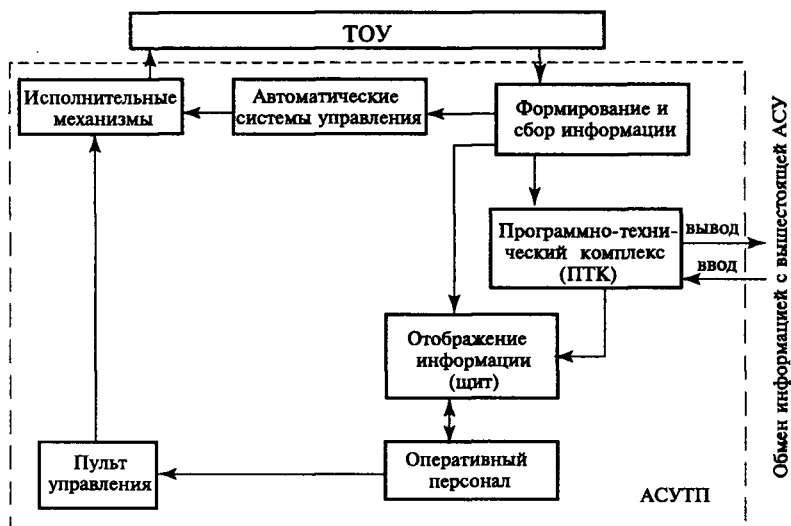 ТОУ
Исполнительные
механизмы
Автоматические
системы управления
Формирование и
сбор информации
Программно-техни-
ческий комплекс
(ПТК)
вывод
ввод
Обмен информацией с вышестоящей АСУ
Отображение
информации
(щит)
Пульт
управления
Оперативный
персонал
АСУТП